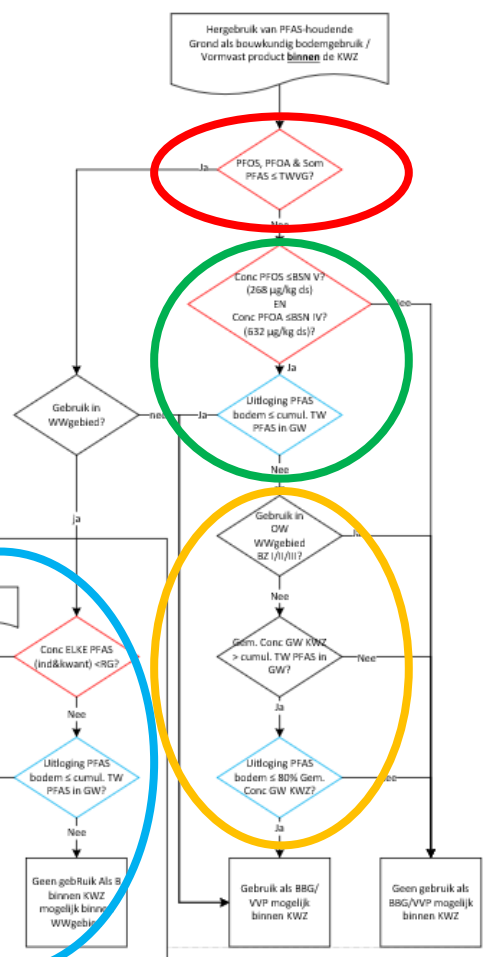 Hergebruik van PFAS-houdende
Grond als bouwkundig bodemgebruik /
Vormvast product binnen de KWZ
PFOS, PFOA & Som
PFAS ≤ TWVG?
Ja
Nee
Conc PFOS ≤BSN V?
(268 µg/kg ds)
EN
Conc PFOA ≤BSN IV?
(632 µg/kg ds)?
Nee
Ja
Gebruik in
WWgebied?
nee
Ja
Uitloging PFAS
bodem ≤ cumul. TW
PFAS in GW
Nee
ja
Gebruik in
OW
WWgebied
BZ I/II/III?
Ja
Nee
Conc ELKE PFAS
(ind&kwant) <RG?
Nee
Gem. Conc GW KWZ
> cumul. TW PFAS in
GW?
Nee
Ja
Uitloging PFAS
bodem ≤ cumul. TW
PFAS in GW?
Nee
Uitloging PFAS
bodem ≤ 80% Gem.
Conc GW KWZ?
Nee
Ja
Geen gebRuik Als B
binnen KWZ
mogelijk binnen
WWgebied
Gebruik als BBG/
VVP mogelijk
binnen KWZ
Geen gebruik als
BBG/VVP mogelijk
binnen KWZ